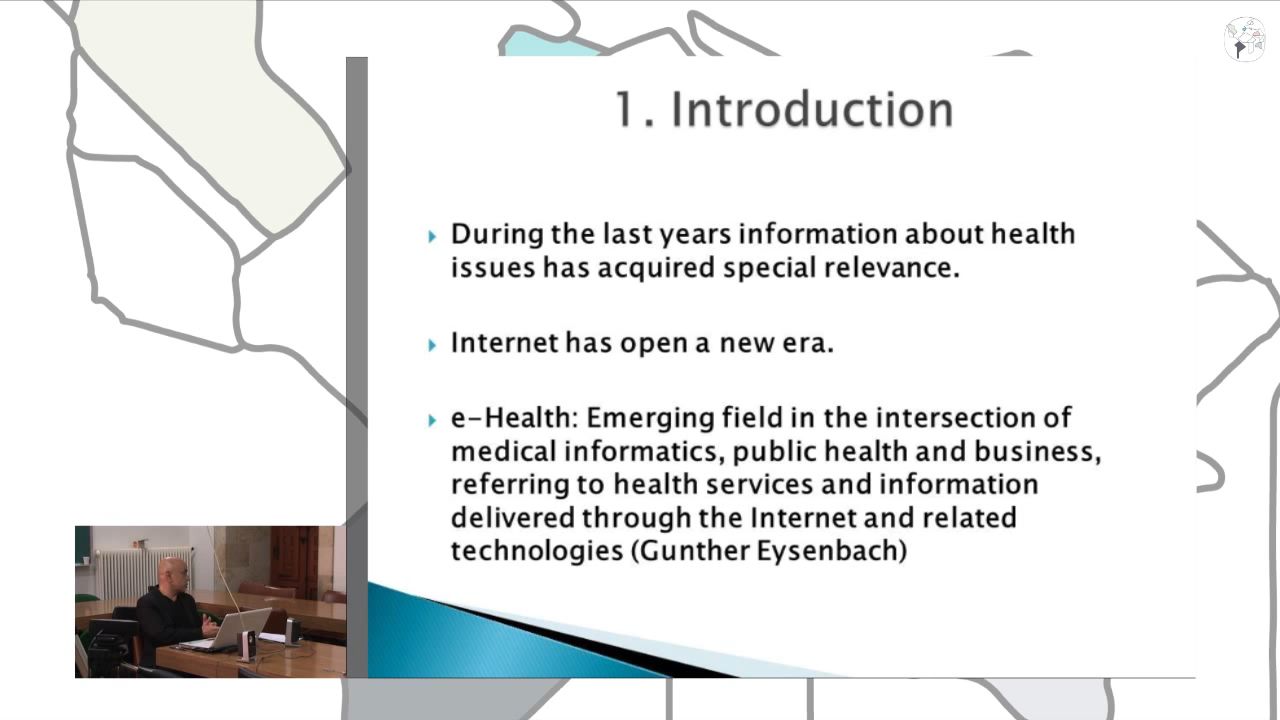 1. Introduction
During the last years information about health
issues has acquired special relevance.
Internet has open a new era.
e-Health: Emerging field in the intersection of
medical informatics, public health and business,
referring to health services and information
delivered through the Internet and related
technologies (Gunther Eysenbach)